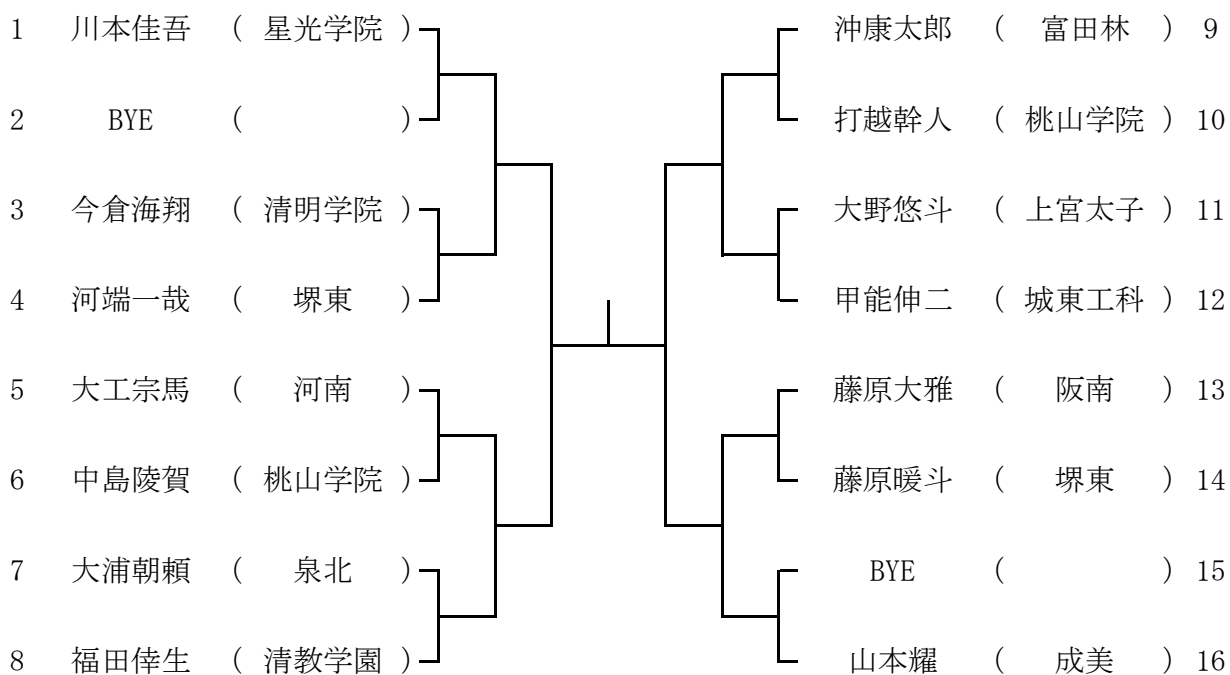 1 川本佳吾 ( 星光学院 )
2 BYE ( )
3 今倉海翔 ( 清明学院 )
4 河端一哉 ( 堺東 )
5 大工宗馬 ( 河南 )
6 中島陵賀 ( 桃山学院 )
7 大浦朝頼 ( 泉北 )
8 福田倖生 ( 清教学園 )
沖康太郎 ( 富田林 ) 9
打越幹人 ( 桃山学院 ) 10
大野悠斗 ( 上宮太子 ) 11
甲能伸二 ( 城東工科 ) 12
藤原大雅 ( 阪南 ) 13
藤原暖斗 ( 堺東 ) 14
BYE ( ) 15
山本耀 ( 成美 ) 16